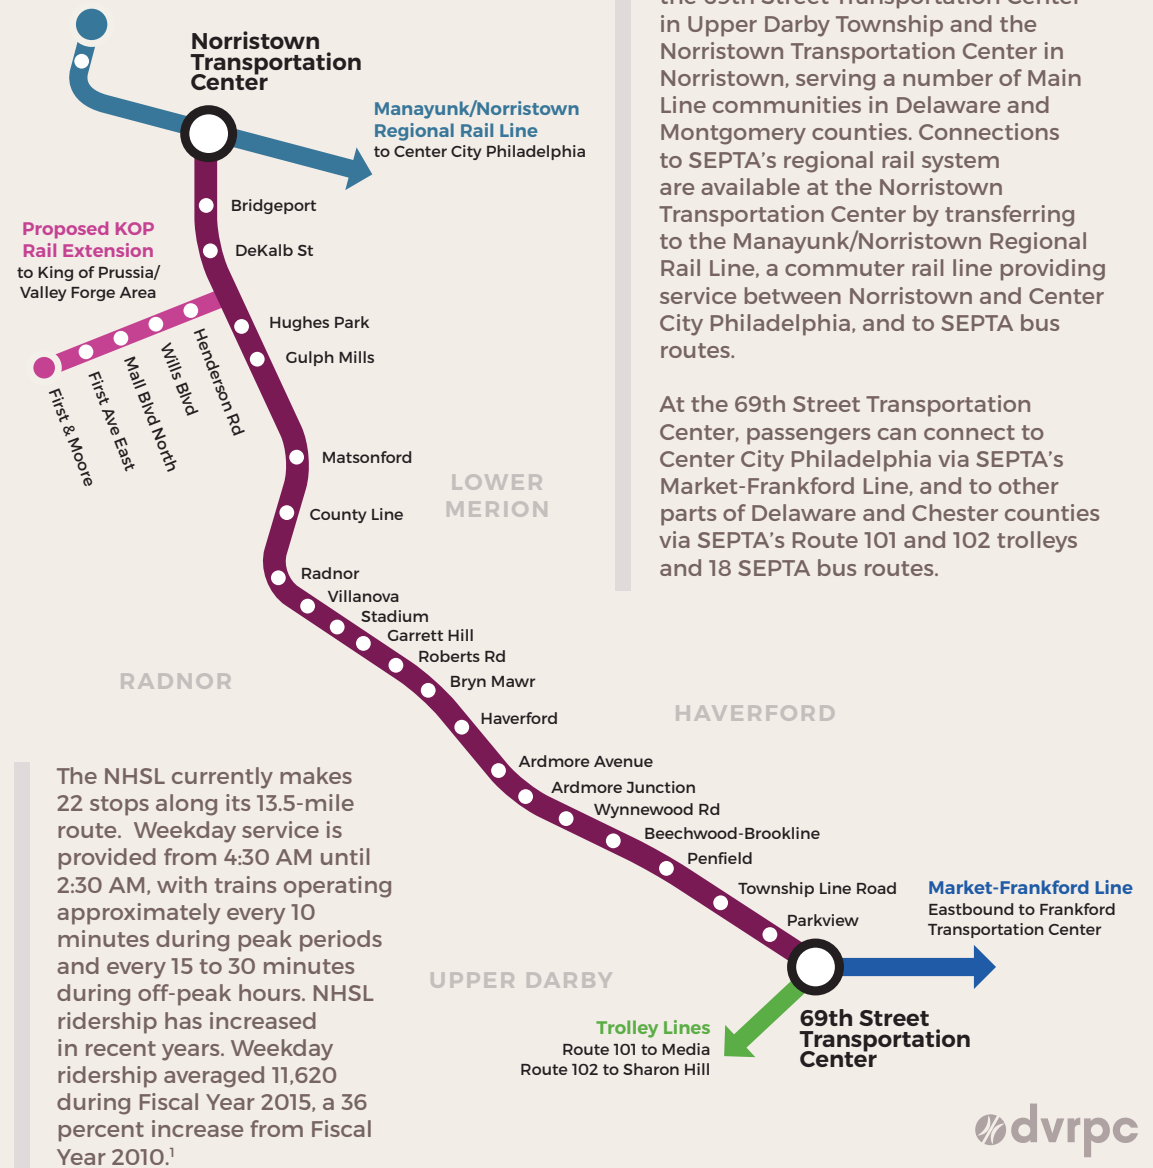 Norristown
Transportation
Center
Manayunk/Norristown
Regional Rail Line
to Center City Philadelphia
Bridgeport
DeKalb St
Proposed KOP
Rail Extension
to King of Prussia/
Valley Forge Area
Hughes Park
Gulph Mills
Henderson Rd
Wills Blvd
Mall Blvd North
First Ave East
First & Moore
Matsonford
County Line
LOWER
MERION
Radnor
Villanova
Stadium
Garrett Hill
Roberts Rd
Bryn Mawr
Haverford
RADNOR
HAVERFORD
Ardmore Avenue
Ardmore Junction
Wynnewood Rd
Beechwood-Brookline
Penfield
Township Line Road
Parkview
Market-Frankford Line
Eastbound to Frankford
Transportation Center
UPPER DARBY
69th Street
Transportation
Center
Trolley Lines
Route 101 to Media
Route 102 to Sharon Hill
the 69th Street Transportation Center
in Upper Darby Township and the
Norristown Transportation Center in
Norristown, serving a number of Main
Line communities in Delaware and
Montgomery counties. Connections
to SEPTA’s regional rail system
are available at the Norristown
Transportation Center by transferring
to the Manayunk/Norristown Regional
Rail Line, a commuter rail line providing
service between Norristown and Center
City Philadelphia, and to SEPTA bus
routes.
At the 69th Street Transportation
Center, passengers can connect to
Center City Philadelphia via SEPTA’s
Market-Frankford Line, and to other
parts of Delaware and Chester counties
via SEPTA’s Route 101 and 102 trolleys
and 18 SEPTA bus routes.
The NHSL currently makes
22 stops along its 13.5-mile
route.  Weekday service is
provided from 4:30 AM until
2:30 AM, with trains operating
approximately every 10
minutes during peak periods
and every 15 to 30 minutes
during off-peak hours. NHSL
ridership has increased
in recent years. Weekday
ridership averaged 11,620
during Fiscal Year 2015, a 36
percent increase from Fiscal
Year 2010.¹
dvrpc